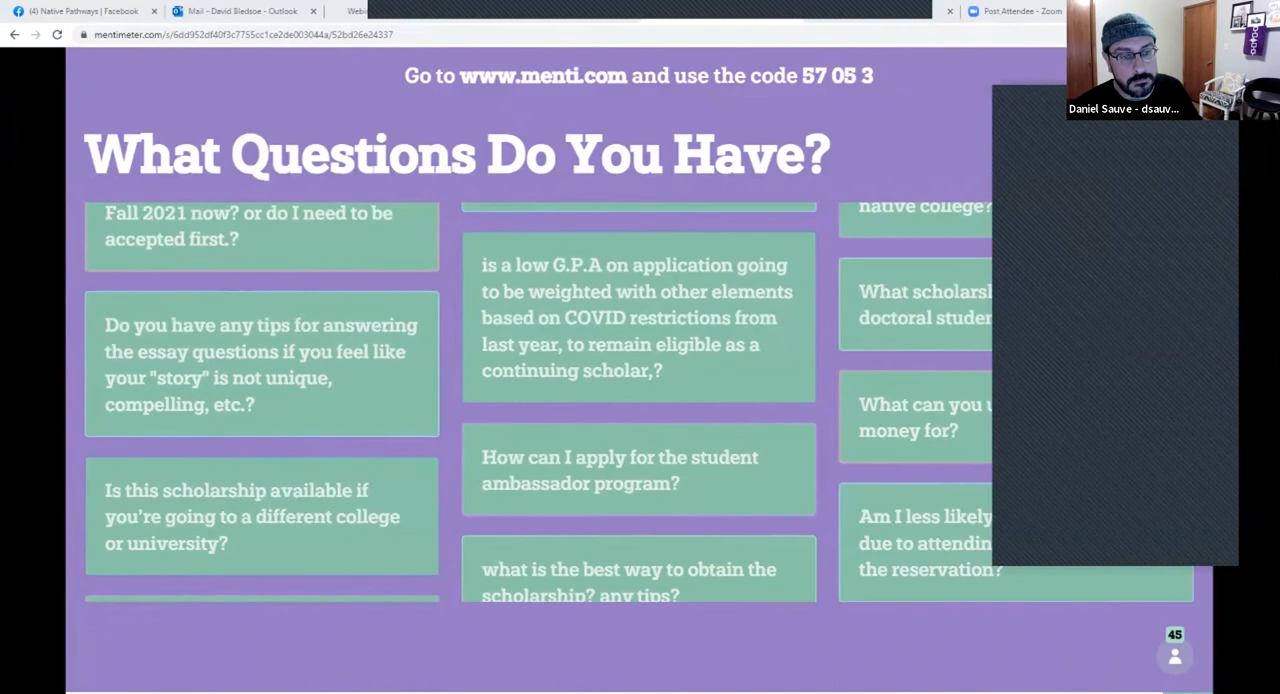 (4) Native Pathways | Facebook
Mail - David Bledsoe - Outlook
Post Attendee - Zoom
mentimeter.com/s/6dd952df40f3c7755cc1ce2de003044a/52bd26e24337
Daniel Sauve - dsauv...
Go to www.menti.com and use the code 57 05 3
What Questions Do You Have?
Fall 2021 now? or do I need to be
accepted first.?
Do you have any tips for answering
the essay questions if you feel like
your "story" is not unique,
compelling, etc.?
Is this scholarship available if
you're going to a different college
or university?
is a low G.P.A on application going
to be weighted with other elements
based on COVID restrictions from
last year, to remain eligible as a
continuing scholar,?
How can I apply for the student
ambassador program?
what is the best way to obtain the
scholarship? any tips?
native college?
What
doctoral
What can you
money for?
Am I less likely
due to
the reservation?
45